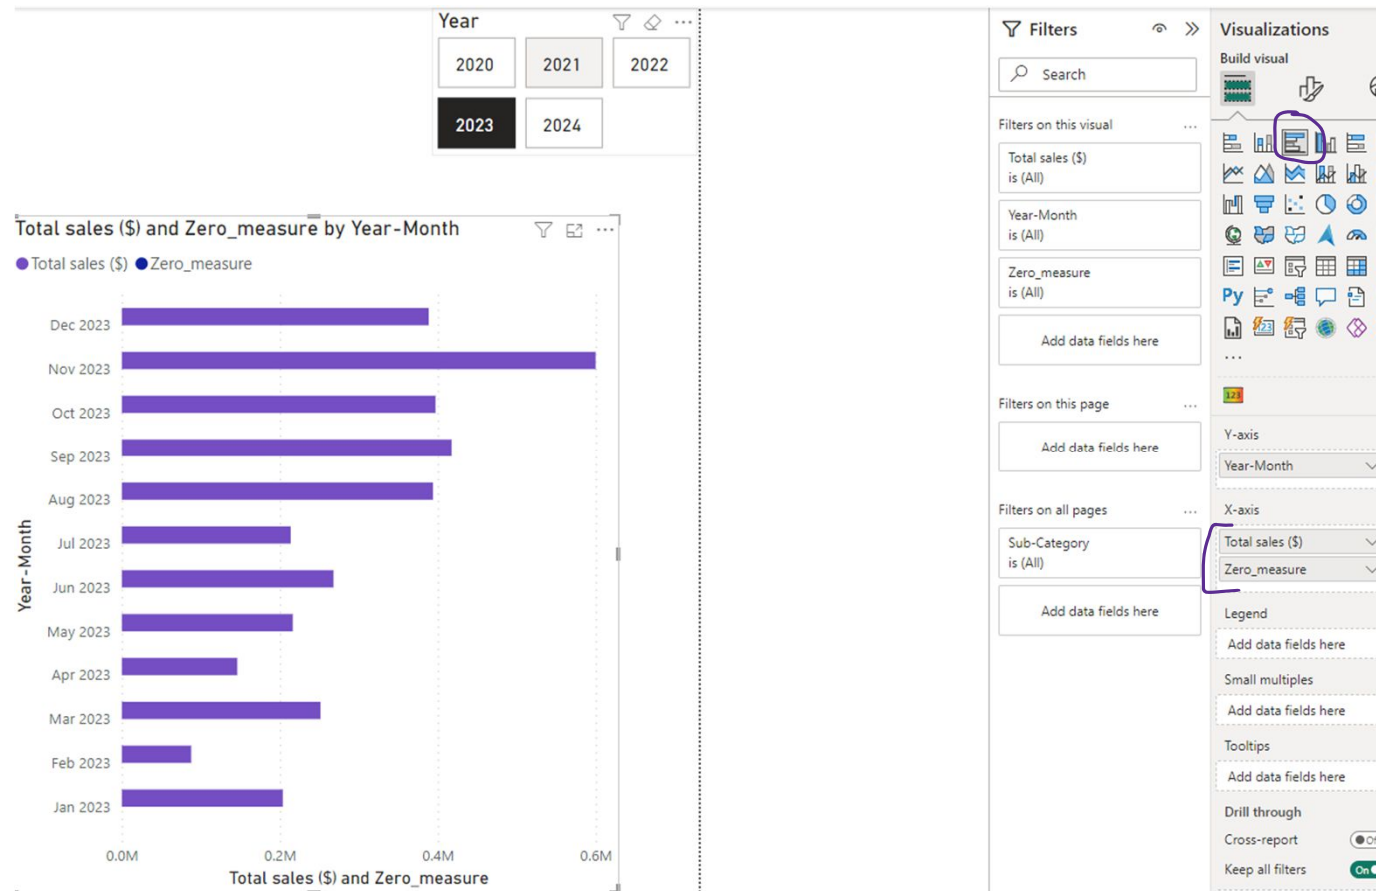 Year
2020
2021
2022
2023
2024
Total sales ($) and Zero_measure by Year-Month
Total sales ($)
Zero_measure
Year-Month
Dec 2023
Nov 2023
Oct 2023
Sep 2023
Aug 2023
Jul 2023
Jun 2023
May 2023
Apr 2023
Mar 2023
Feb 2023
Jan 2023
0.0M
0.2M
0.4M
0.6M
Total sales ($) and Zero_measure
Filters
Search
Filters on this visual
Total sales ($)
is (All)
Year-Month
is (All)
Zero_measure
is (All)
Add data fields here
Filters on this page
Add data fields here
Filters on all pages
Sub-Category
is (All)
Add data fields here
Visualizations
Build visual
Py
123
123
Y-axis
Year-Month
X-axis
Total sales ($)
Zero_measure
Legend
Add data fields here
Small multiples
Add data fields here
Tooltips
Add data fields here
Drill through
Cross-report
Keep all filters
On